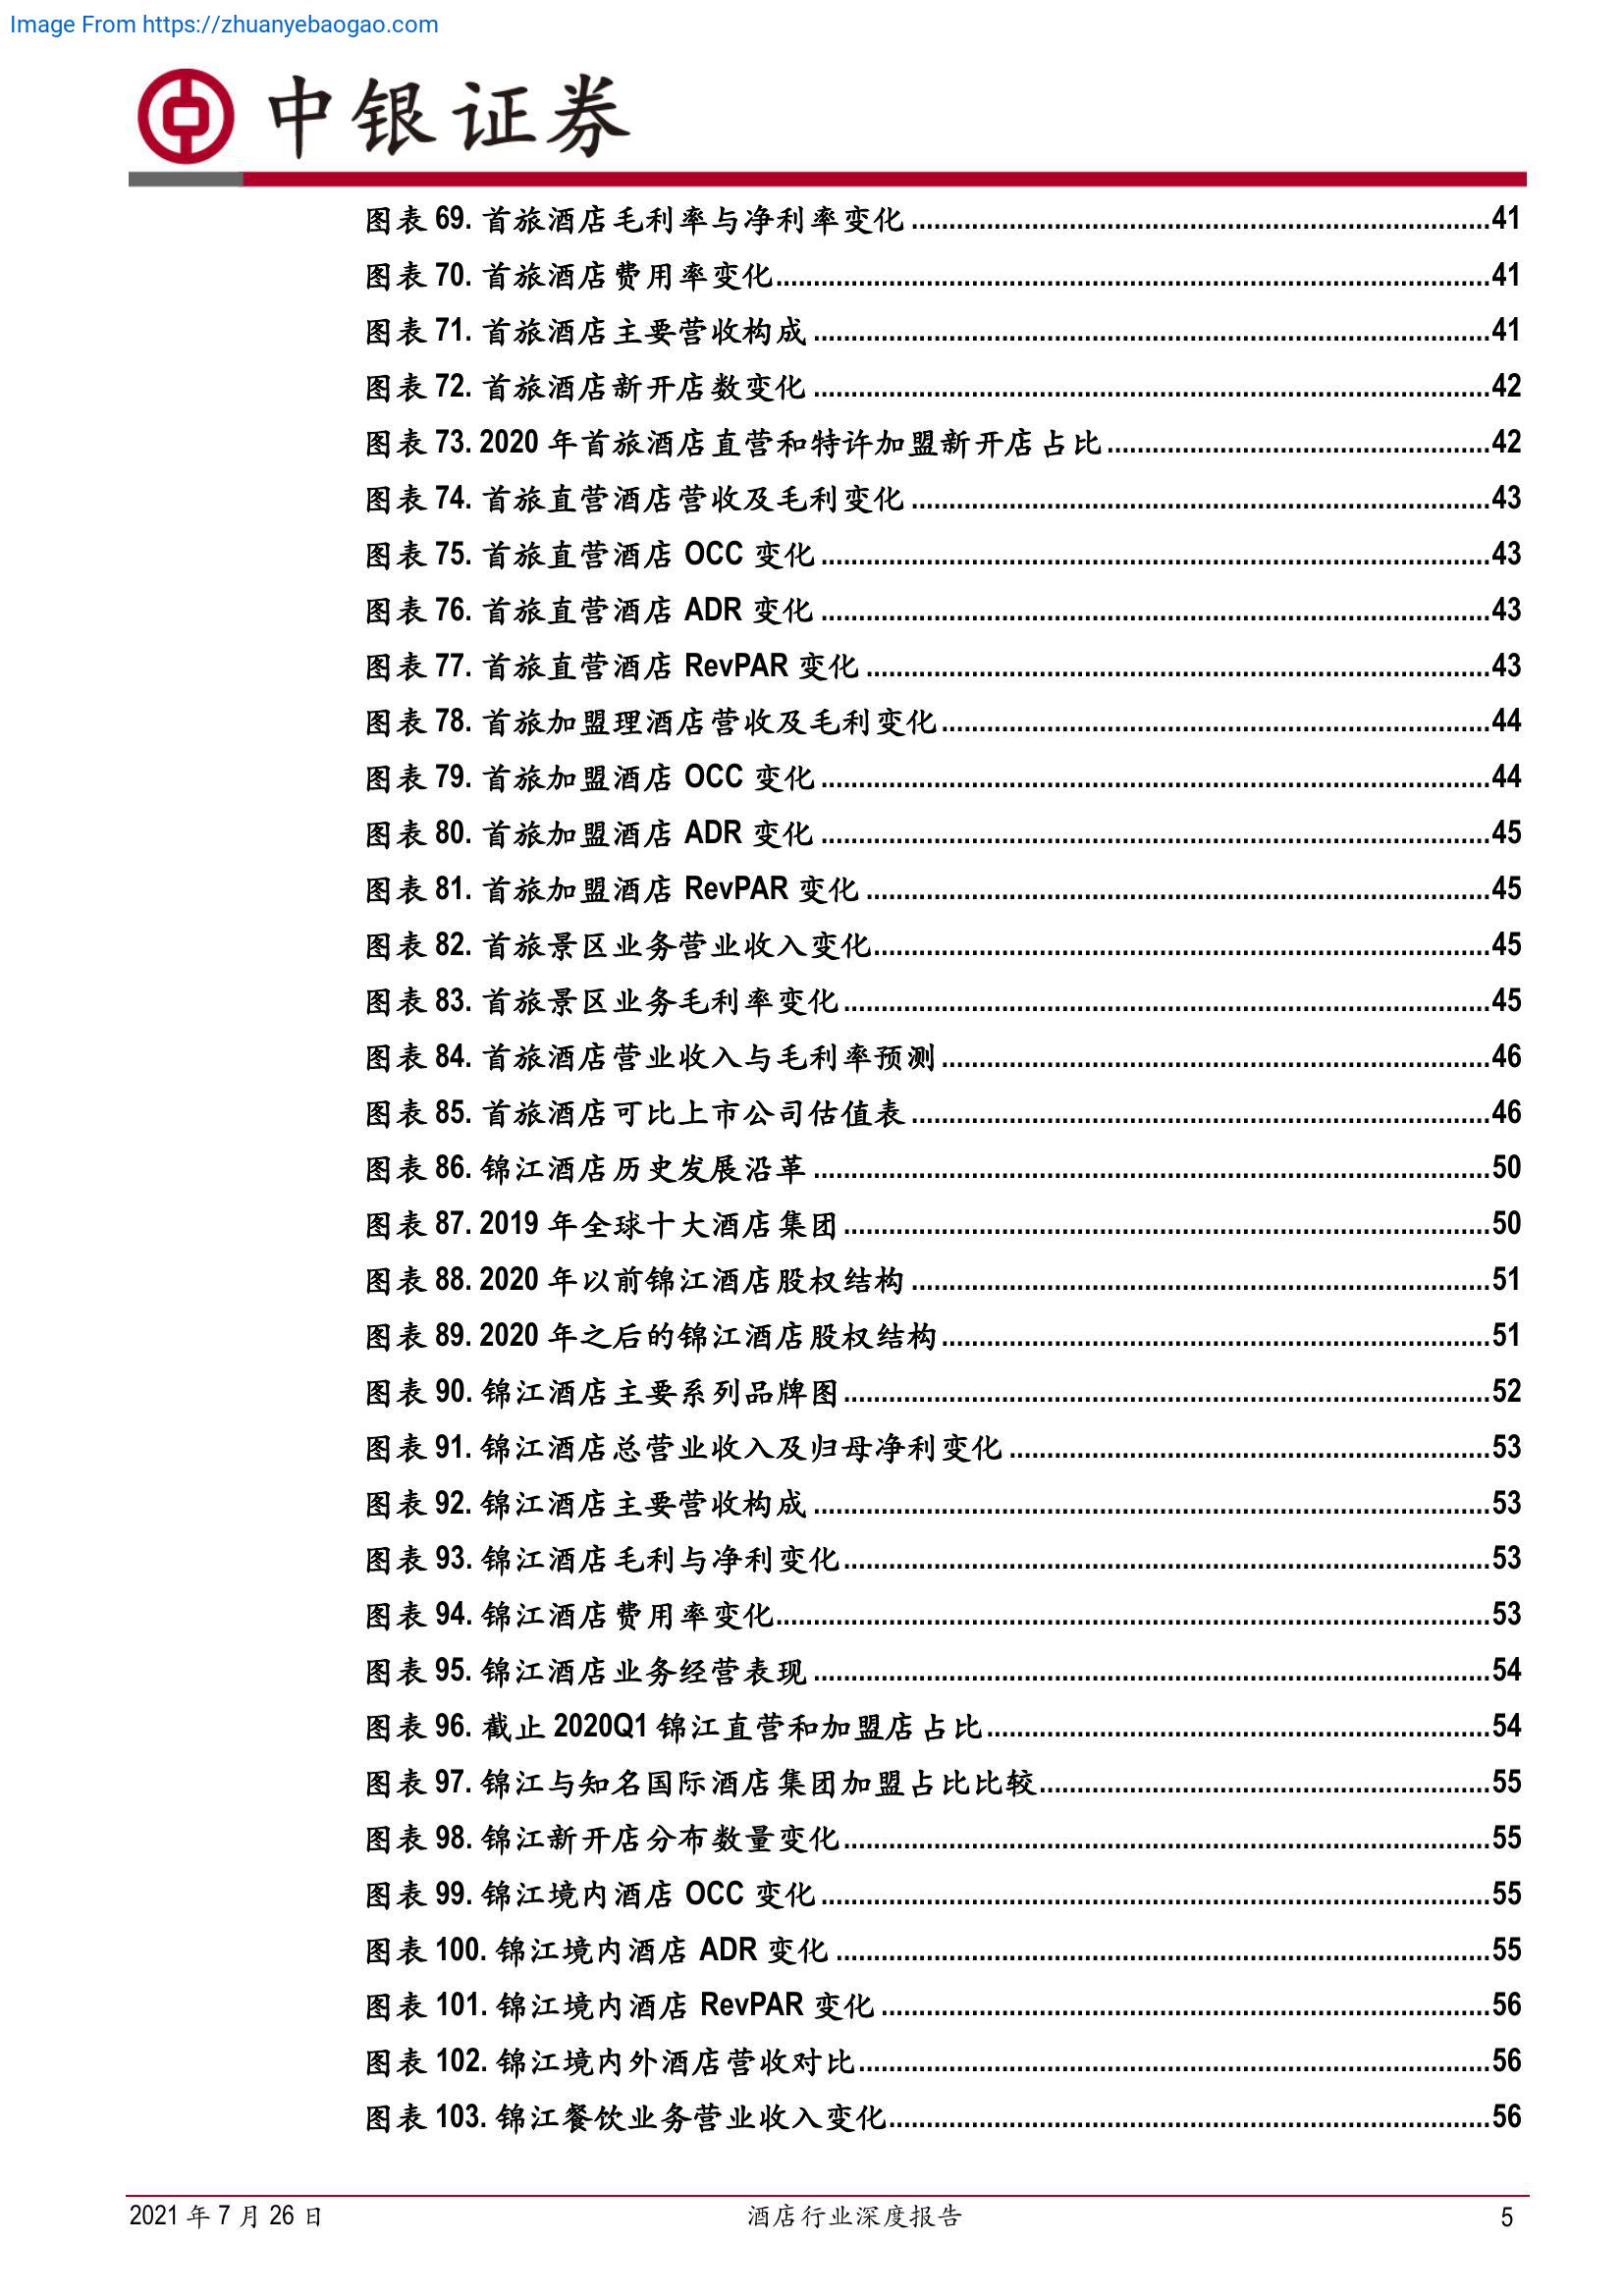 Image From https://zhuanyebaogao.com
中银证券
图表 69. 首旅酒店毛利率与净利率变化 ........ 41
图表 70. 首旅酒店费用率变化 ........ 41
图表 71. 首旅酒店主要营收构成 ........ 41
图表 72. 首旅酒店新开店数变化 ........ 42
图表 73. 2020 年首旅酒店直营和特许加盟新开店占比 ........ 42
图表 74. 首旅直营酒店营收及毛利变化 ........ 43
图表 75. 首旅直营酒店 OCC 变化 ........ 43
图表 76. 首旅直营酒店 ADR 变化 ........ 43
图表 77. 首旅直营酒店 RevPAR 变化 ........ 43
图表 78. 首旅加盟理酒店营收及毛利变化 ........ 44
图表 79. 首旅加盟酒店 OCC 变化 ........ 44
图表 80. 首旅加盟酒店 ADR 变化 ........ 45
图表 81. 首旅加盟酒店 RevPAR 变化 ........ 45
图表 82. 首旅景区业务营业收入变化 ........ 45
图表 83. 首旅景区业务毛利率变化 ........ 45
图表 84. 首旅酒店营业收入与毛利率预测 ........ 46
图表 85. 首旅酒店可比上市公司估值表 ........ 46
图表 86. 锦江酒店历史发展沿革 ........ 50
图表 87. 2019 年全球十大酒店集团 ........ 50
图表 88. 2020 年以前锦江酒店股权结构 ........ 51
图表 89. 2020 年之后的锦江酒店股权结构 ........ 51
图表 90. 锦江酒店主要系列品牌图 ........ 52
图表 91. 锦江酒店总营业收入及归母净利变化 ........ 53
图表 92. 锦江酒店主要营收构成 ........ 53
图表 93. 锦江酒店毛利与净利变化 ........ 53
图表 94. 锦江酒店费用率变化 ........ 53
图表 95. 锦江酒店业务经营表现 ........ 54
图表 96. 截止 2020Q1 锦江直营和加盟店占比 ........ 54
图表 97. 锦江与知名国际酒店集团加盟占比比较 ........ 55
图表 98. 锦江新开店分布数量变化 ........ 55
图表 99. 锦江境内酒店 OCC 变化 ........ 55
图表 100. 锦江境内酒店 ADR 变化 ........ 55
图表 101. 锦江境内酒店 RevPAR 变化 ........ 56
图表 102. 锦江境内外酒店营收对比 ........ 56
图表 103. 锦江餐饮业务营业收入变化 ........ 56
2021 年 7 月 26 日 酒店行业深度报告 5